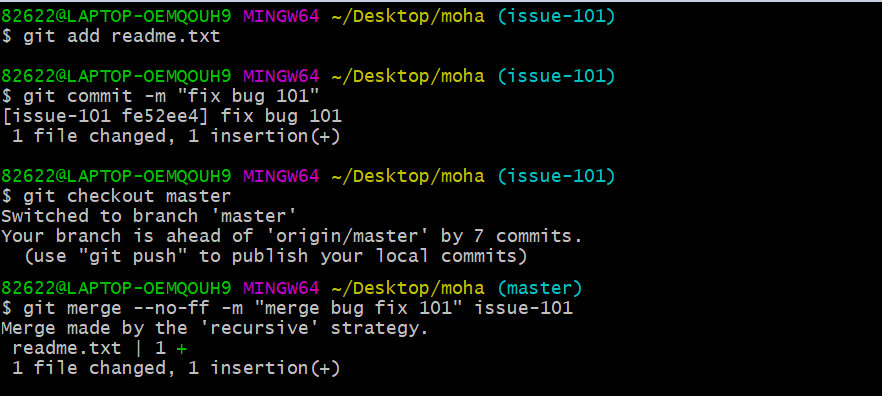 82622@LAPTOP-OEMQOUH9 MINGW64 ~/Desktop/moha (issue-101)
$ git add readme.txt
82622@LAPTOP-OEMQOUH9 MINGW64 ~/Desktop/moha (issue-101)
$ git commit -m "fix bug 101"
[issue-101 fe52ee4] fix bug 101
 1 file changed, 1 insertion(+)
82622@LAPTOP-OEMQOUH9 MINGW64 ~/Desktop/moha (issue-101)
$ git checkout master
Switched to branch 'master'
Your branch is ahead of 'origin/master' by 7 commits.
  (use "git push" to publish your local commits)
82622@LAPTOP-OEMQOUH9 MINGW64 ~/Desktop/moha (master)
$ git merge --no-ff -m "merge bug fix 101" issue-101
Merge made by the 'recursive' strategy.
 readme.txt | 1 +
 1 file changed, 1 insertion(+)